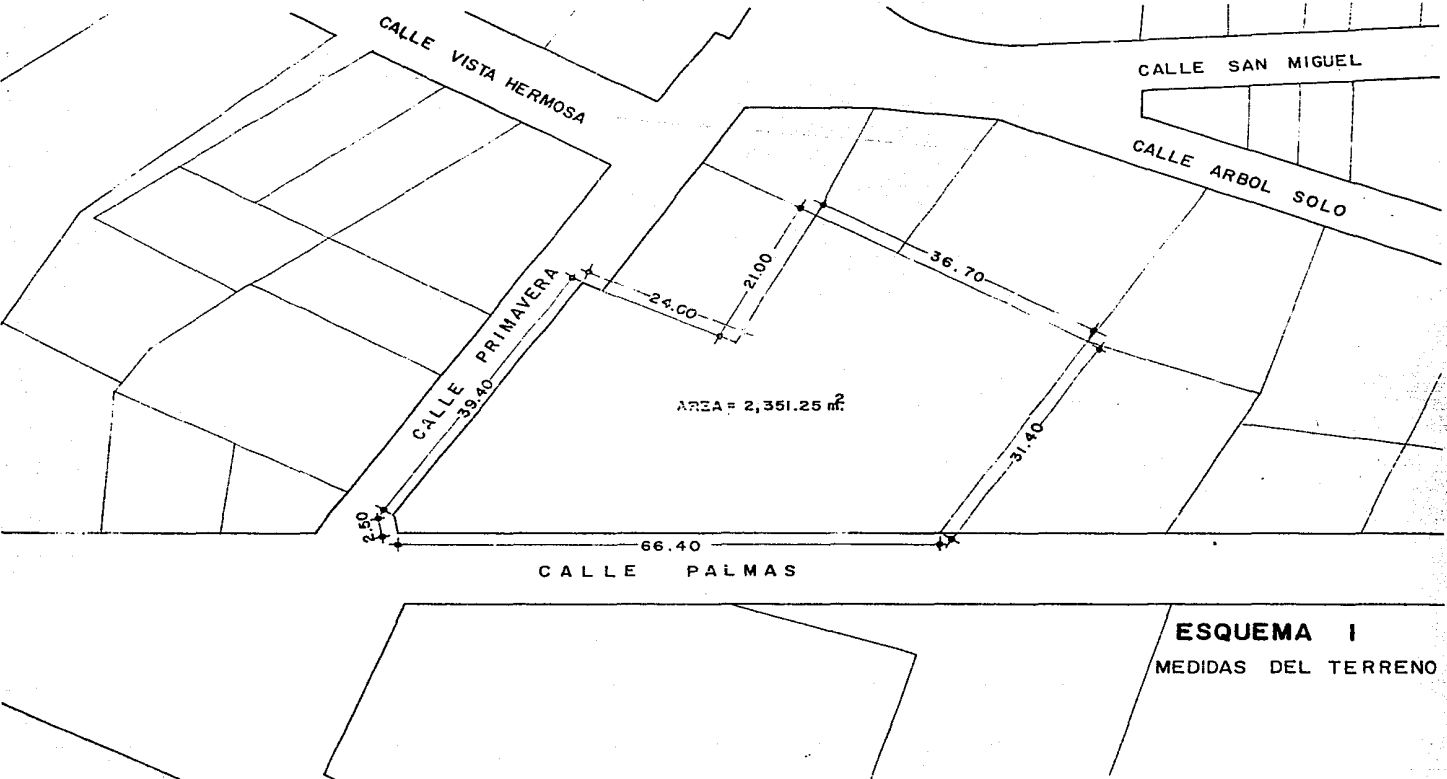 CALLE VISTA HERMOSA
CALLE SAN MIGUEL
CALLE ARBOL SOLO
CALLE PRIMAVERA
21.00
36.70
24.60
39.40
AREA = 2,351.25 m².
31.40
2.50
66.40
CALLE PALMAS
ESQUEMA I
MEDIDAS DEL TERRENO